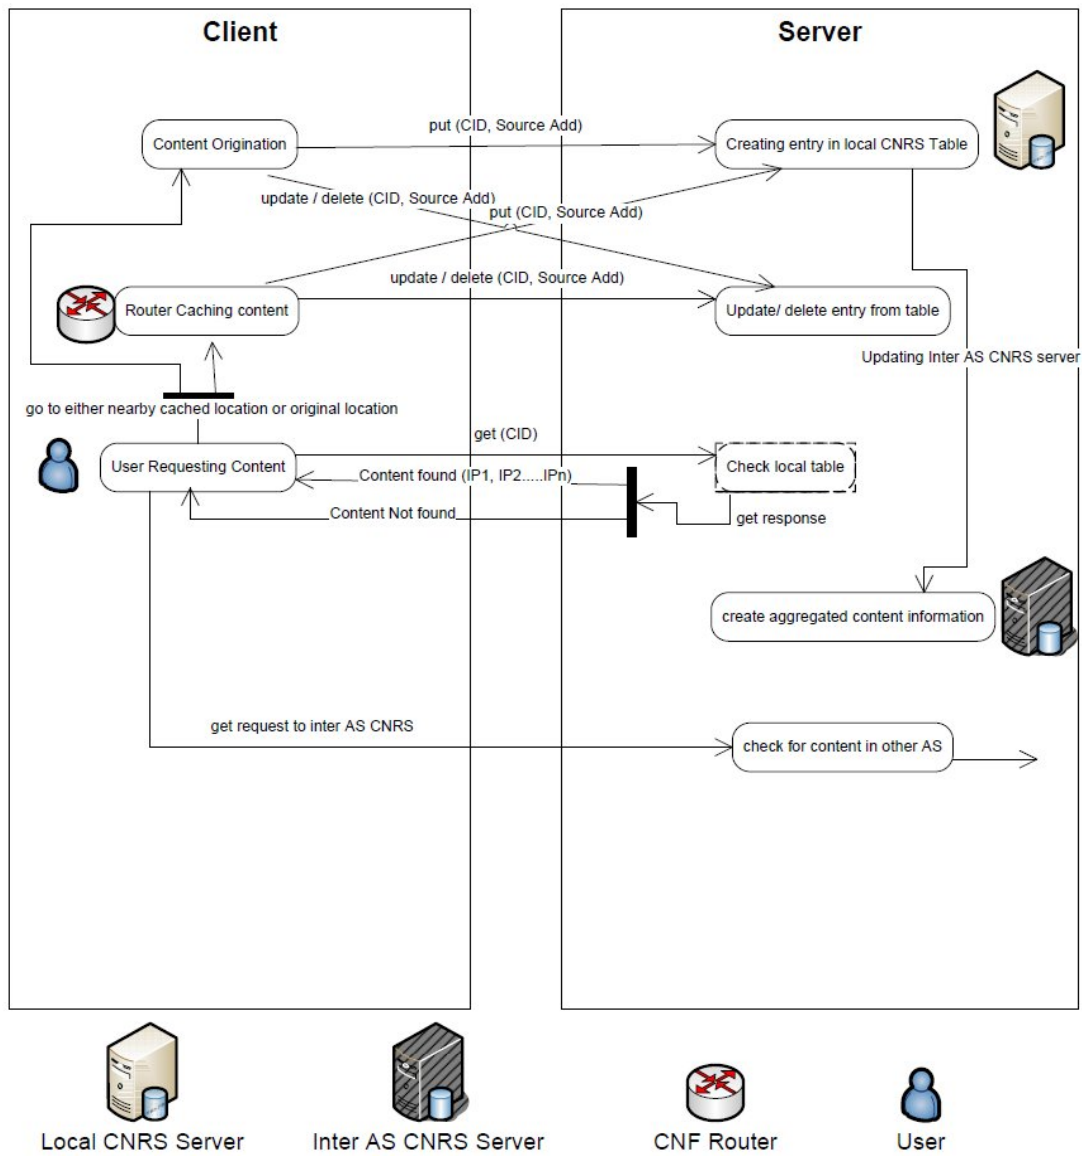 Client
Server
put (CID, Source Add)
Content Origination
Creating entry in local CNRS Table
update / delete (CID, Source Add)
put (CID, Source Add)
update / delete (CID, Source Add)
Router Caching content
Update/ delete entry from table
Updating Inter AS CNRS server
go to either nearby cached location or original location
get (CID)
User Requesting Content
Content found (IP1, IP2.....IPn)
Check local table
Content Not found
get response
create aggregated content information
get request to inter AS CNRS
check for content in other AS
Local CNRS Server
Inter AS CNRS Server
CNF Router
User